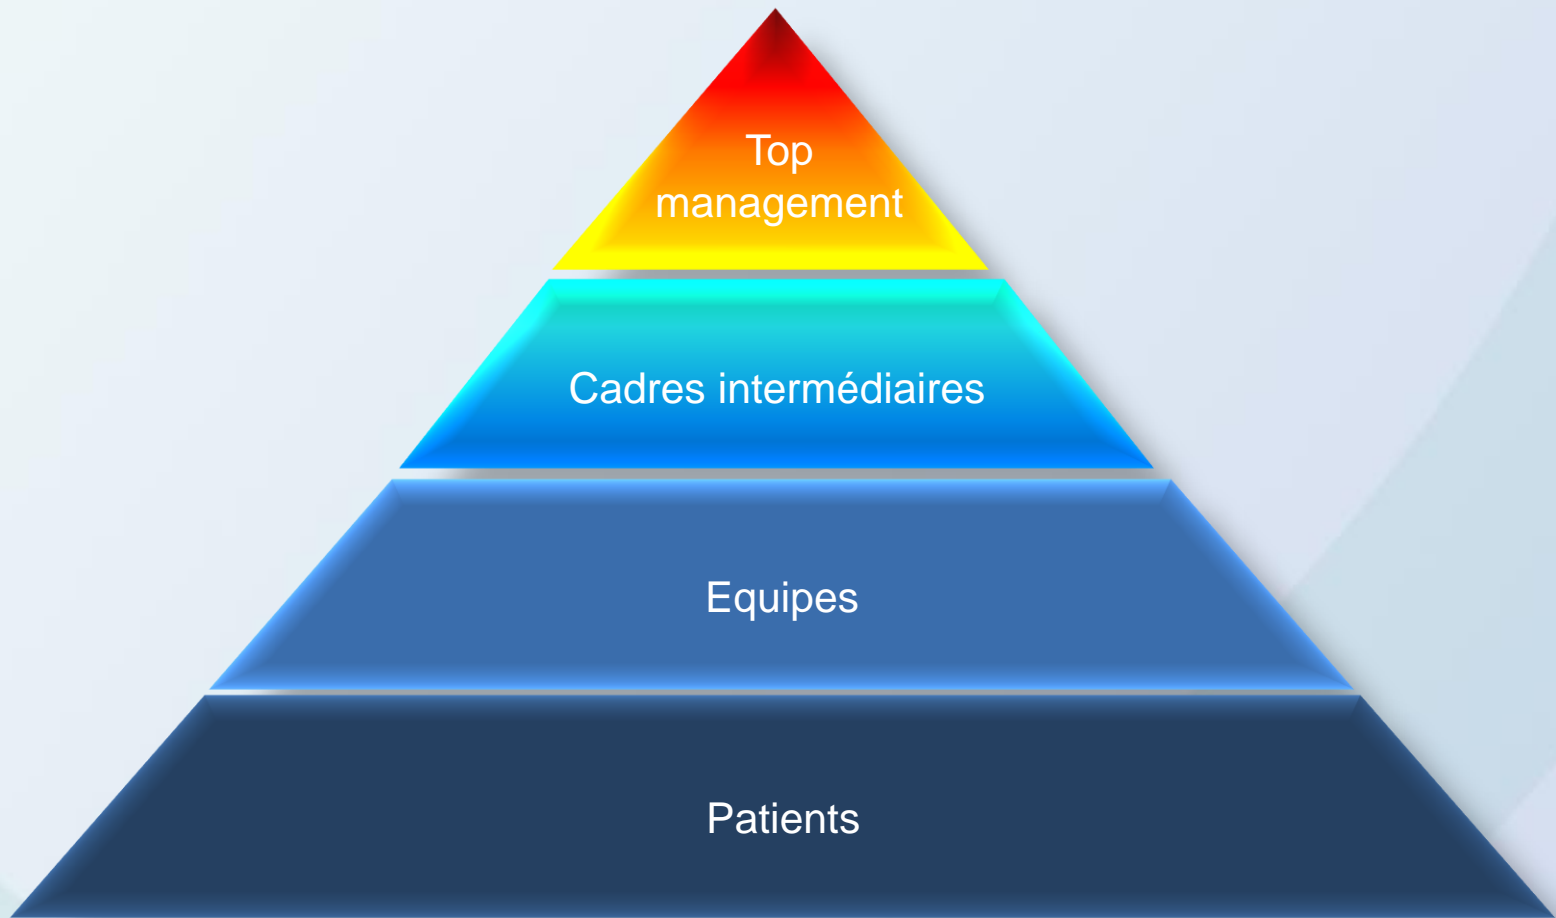 Top
management
Cadres intermédiaires
Equipes
Patients